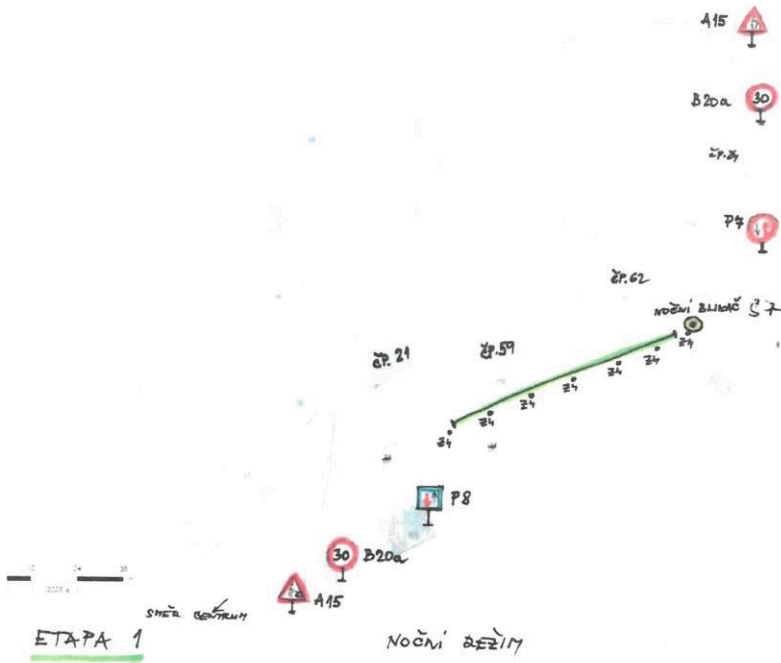 A15
B20a
30
čp.24
P7
čp.62
NOČNÍ BLIKAČ S7
čp.59
čp.21
Z4
Z4
Z4
Z4
Z4
Z4
Z4
P8
30 B20a
A15
SMĚR CENTRUM
ETAPA 1
NOČNÍ REŽIM